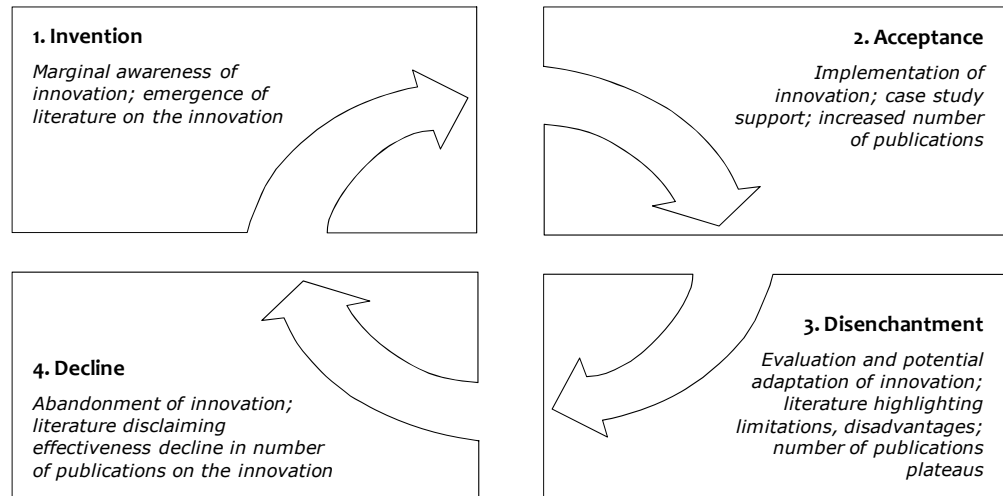 1. Invention
Marginal awareness of
innovation; emergence of
literature on the innovation
2. Acceptance
Implementation of
innovation; case study
support; increased number
of publications
3. Disenchantment
Evaluation and potential
adaptation of innovation;
literature highlighting
limitations, disadvantages;
number of publications
plateaus
4. Decline
Abandonment of innovation;
literature disclaiming
effectiveness decline in number
of publications on the innovation